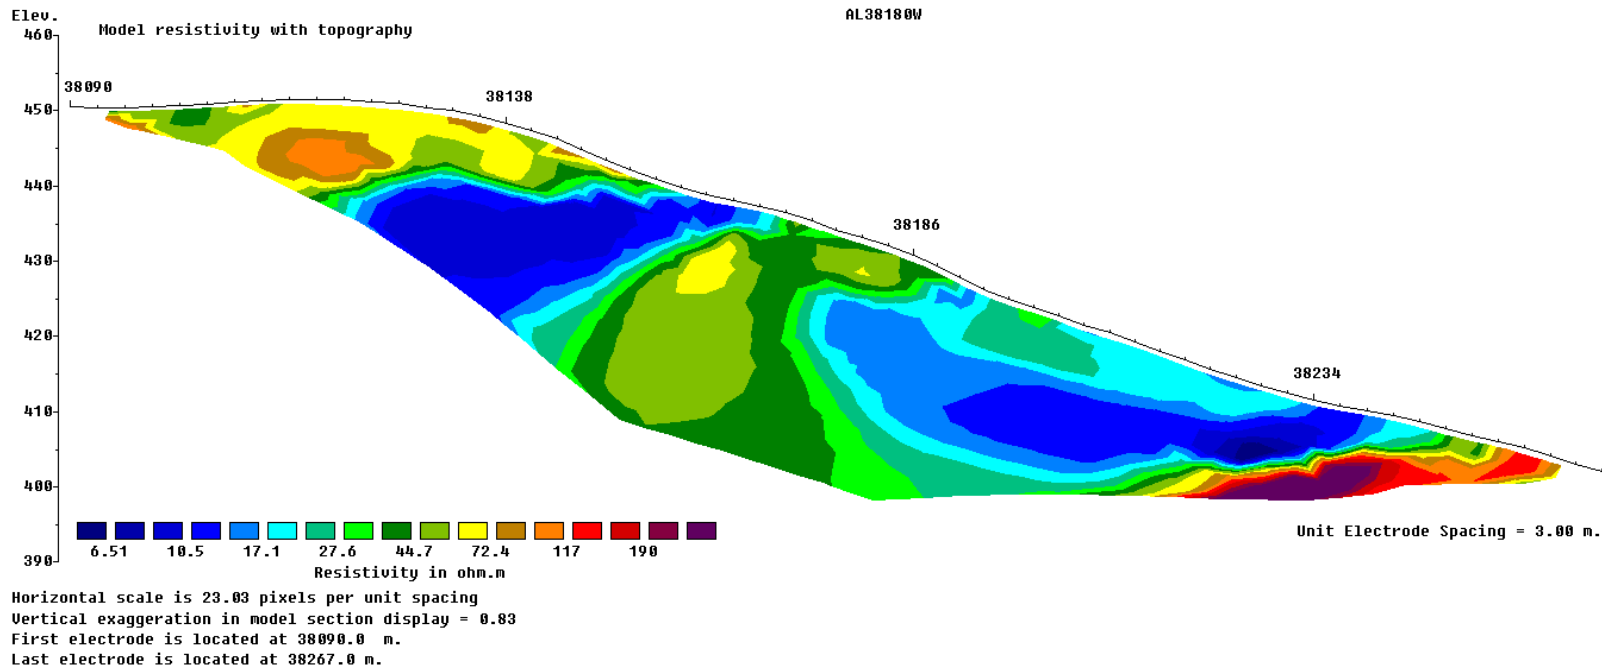 Elev.
AL38180W
460
Model resistivity with topography
38090
38138
450
440
38186
430
420
38234
410
400
Unit Electrode Spacing = 3.00 m.
6.51 10.5 17.1 27.6 44.7 72.4 117 190
390
Resistivity in ohm.m
Horizontal scale is 23.03 pixels per unit spacing
Vertical exaggeration in model section display = 0.83
First electrode is located at 38090.0 m.
Last electrode is located at 38267.0 m.